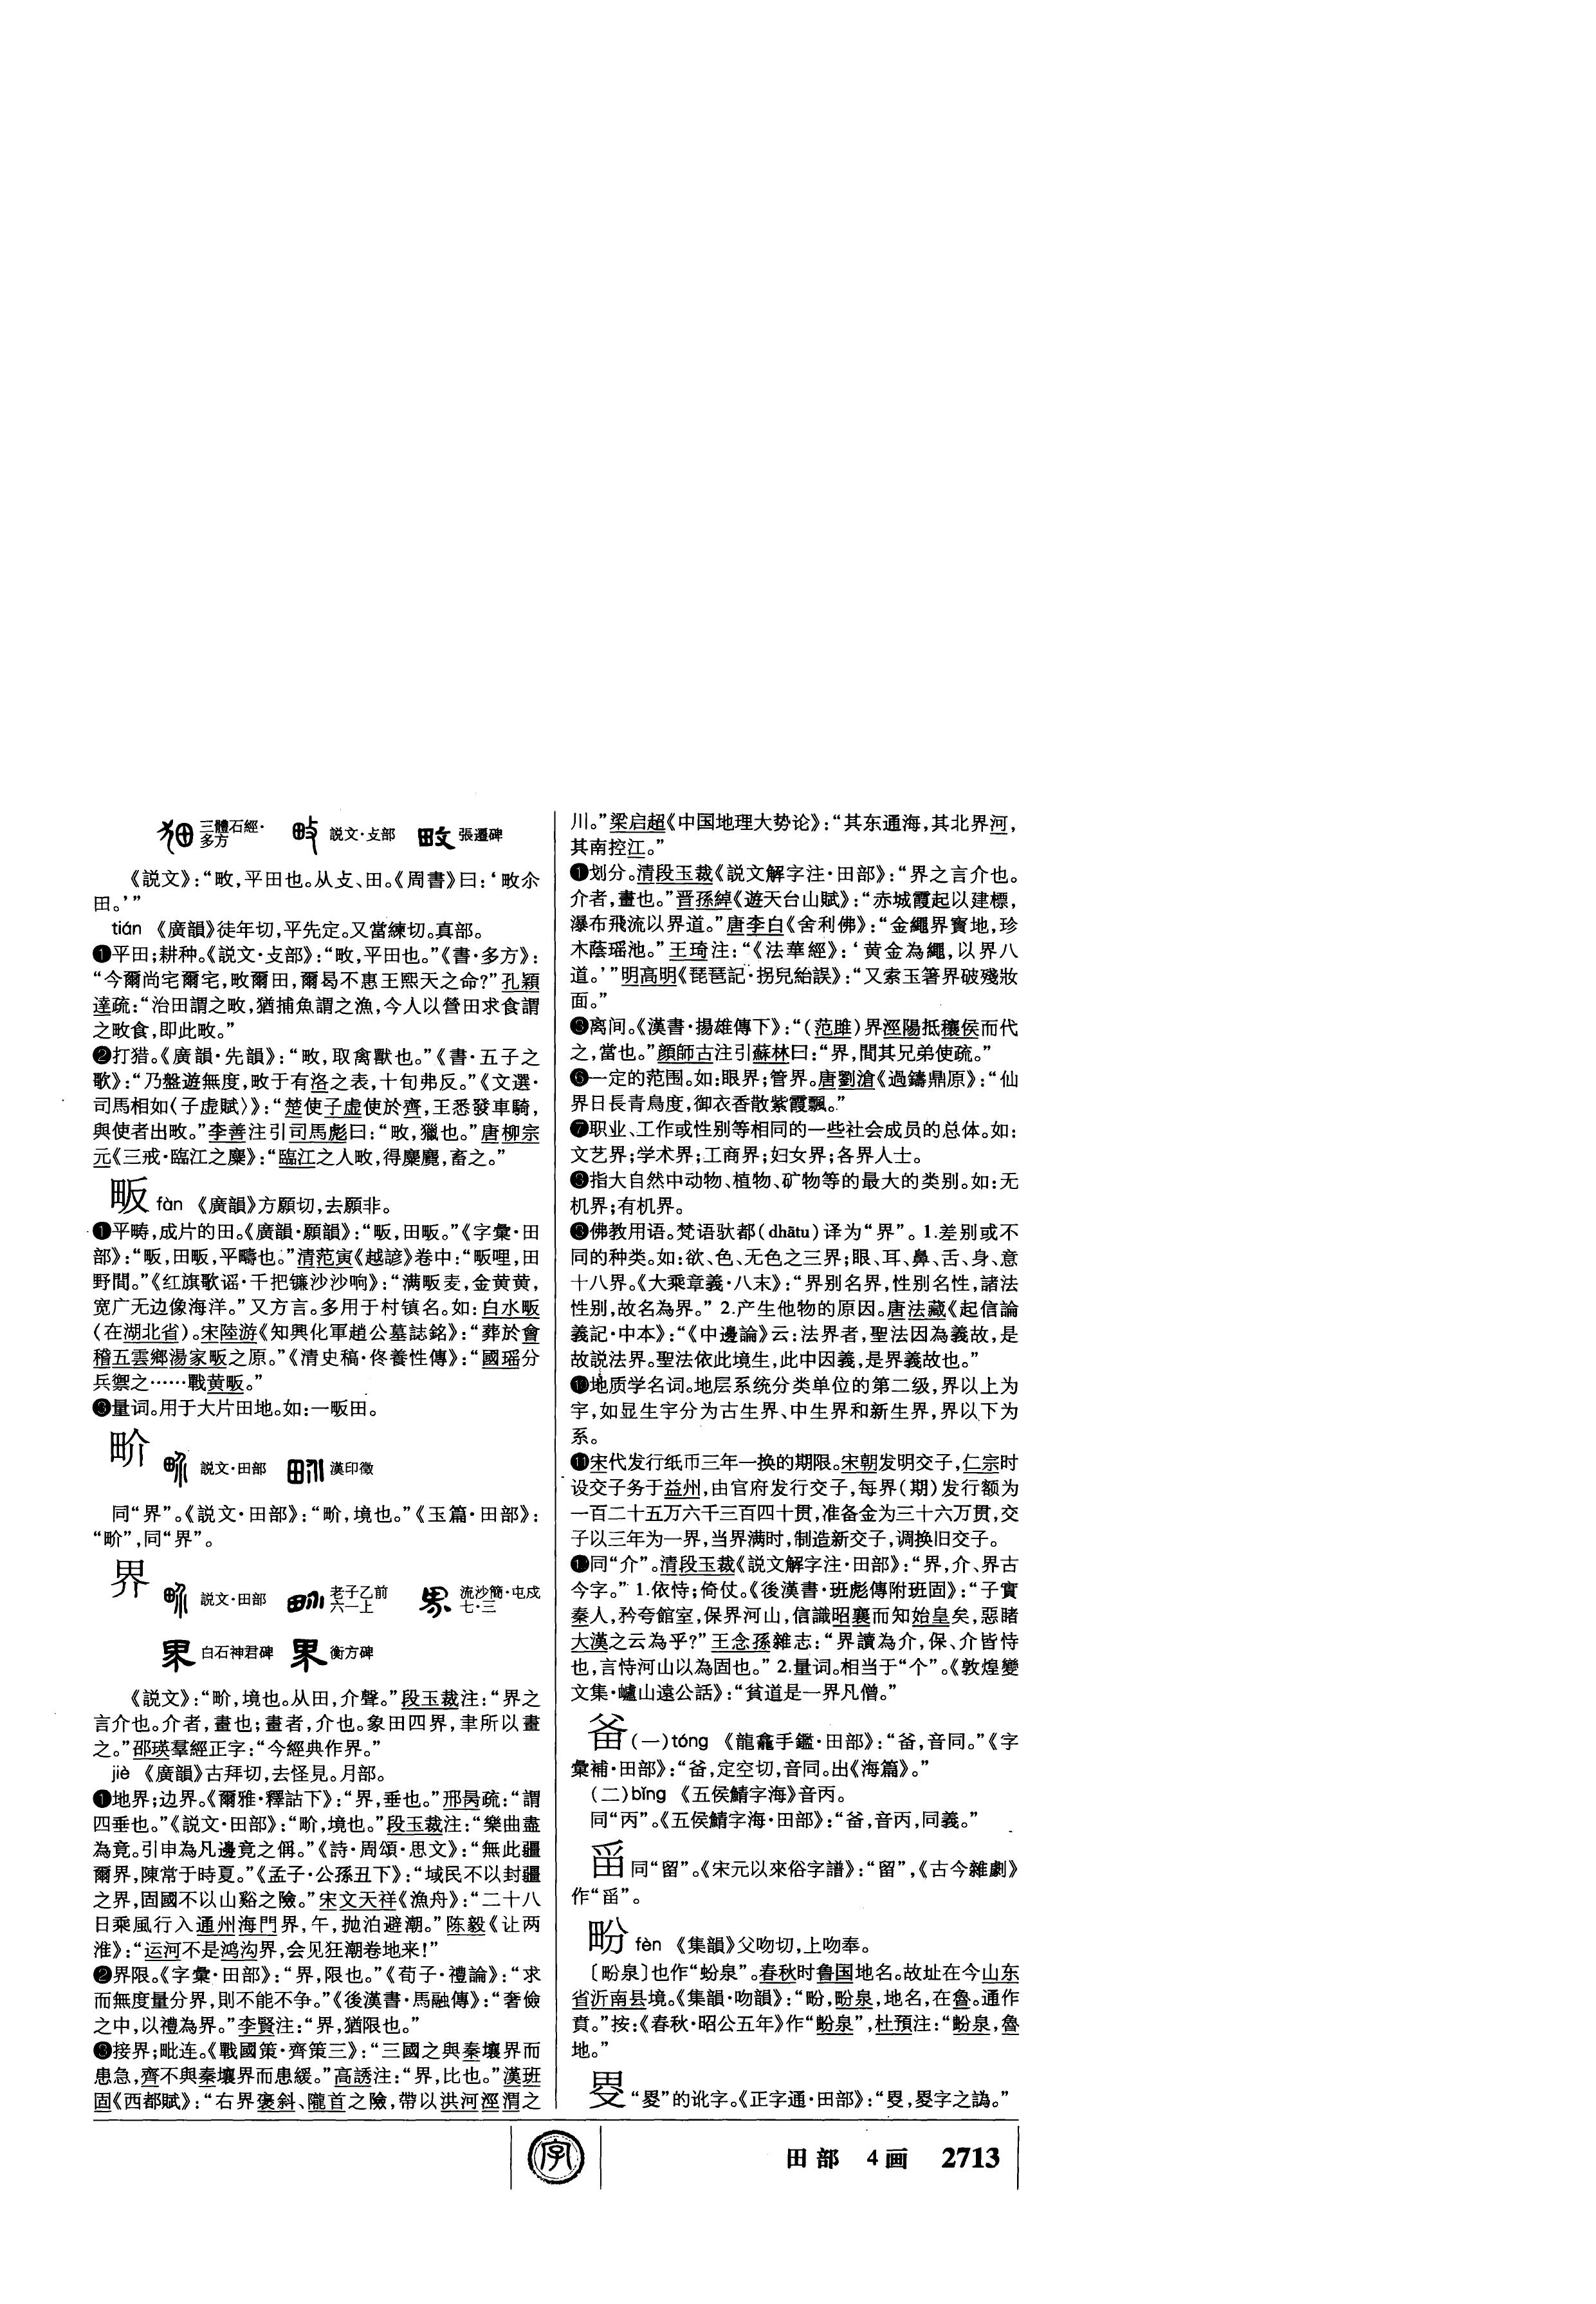 三體石經·
多方
説文·攴部
張遷碑
《説文》：“畋，平田也。从攴、田。《周書》曰：‘畋尒
田。’”
tián 《廣韻》徒年切，平先定。又堂練切。真部。
❶平田；耕种。《説文·攴部》：“畋，平田也。”《書·多方》：
“今爾尚宅爾宅，畋爾田，爾曷不惠王熙天之命？”孔穎
達疏：“治田謂之畋，猶捕魚謂之漁，今人以營田求食謂
之畋食，即此畋。”
❷打猎。《廣韻·先韻》：“畋，取禽獸也。”《書·五子之
歌》：“乃盤遊無度，畋于有洛之表，十旬弗反。”《文選·
司馬相如〈子虚賦〉》：“楚使子虚使於齊，王悉發車騎，
與使者出畋。”李善注引司馬彪曰：“畋，獵也。”唐柳宗
元《三戒·臨江之麋》：“臨江之人畋，得麋麑，畜之。”
畈 fàn 《廣韻》方願切，去願非。
❶平畴，成片的田。《廣韻·願韻》：“畈，田畈。”《字彙·田
部》：“畈，田畈，平疇也。”清范寅《越諺》卷中：“畈哩，田
野間。”《红旗歌谣·千把镰沙沙响》：“满畈麦，金黄黄，
宽广无边像海洋。”又方言。多用于村镇名。如：白水畈
（在湖北省）。宋陸游《知興化軍趙公墓誌銘》：“葬於會
稽五雲鄉湯家畈之原。”《清史稿·佟養性傳》：“國瑶分
兵禦之……戰黄畈。”
❸量词。用于大片田地。如：一畈田。
畍
説文·田部
漢印徵
同“界”。《説文·田部》：“畍，境也。”《玉篇·田部》：
“畍”，同“界”。
界
説文·田部
老子乙前
六一上
流沙簡·屯戍
七·三
白石神君碑
衡方碑
《説文》：“畍，境也。从田，介聲。”段玉裁注：“界之
言介也。介者，畫也；畫者，介也。象田四界，聿所以畫
之。”邵瑛羣經正字：“今經典作界。”
jiè 《廣韻》古拜切，去怪見。月部。
❶地界；边界。《爾雅·釋詁下》：“界，垂也。”邢昺疏：“謂
四垂也。”《説文·田部》：“畍，境也。”段玉裁注：“樂曲盡
為竟。引申為凡邊竟之偁。”《詩·周頌·思文》：“無此疆
爾界，陳常于時夏。”《孟子·公孫丑下》：“域民不以封疆
之界，固國不以山谿之險。”宋文天祥《漁舟》：“二十八
日乘風行入通州海門界，午，抛泊避潮。”陈毅《让两
淮》：“运河不是鸿沟界，会见狂潮卷地来！”
❷界限。《字彙·田部》：“界，限也。”《荀子·禮論》：“求
而無度量分界，則不能不争。”《後漢書·馬融傳》：“奢儉
之中，以禮為界。”李賢注：“界，猶限也。”
❸接界；毗连。《戰國策·齊策三》：“三國之與秦壤界而
患急，齊不與秦壤界而患緩。”高誘注：“界，比也。”漢班
固《西都賦》：“右界褒斜、隴首之險，帶以洪河涇渭之
川。”梁启超《中国地理大势论》：“其东通海，其北界河，
其南控江。”
划分。清段玉裁《説文解字注·田部》：“界之言介也。
介者，畫也。”晋孫綽《遊天台山賦》：“赤城霞起以建標，
瀑布飛流以界道。”唐李白《舍利佛》：“金繩界寳地，珍
木蔭瑶池。”王琦注：“《法華經》：‘黄金為繩，以界八
道。’”明高明《琵琶記·拐兒紿誤》：“又索玉箸界破殘妝
面。”
离间。《漢書·揚雄傳下》：“（范雎）界涇陽抵穰侯而代
之，當也。”顔師古注引蘇林曰：“界，間其兄弟使疏。”
❻一定的范围。如：眼界；管界。唐劉滄《過鑄鼎原》：“仙
界日長青鳥度，御衣香散紫霞飄。”
❼职业、工作或性别等相同的一些社会成员的总体。如：
文艺界；学术界；工商界；妇女界；各界人士。
指大自然中动物、植物、矿物等的最大的类别。如：无
机界；有机界。
佛教用语。梵语驮都（dhātu）译为“界”。1.差别或不
同的种类。如：欲、色、无色之三界；眼、耳、鼻、舌、身、意
十八界。《大乘章義·八末》：“界别名界，性别名性，諸法
性别，故名為界。” 2.产生他物的原因。唐法藏《起信論
義記·中本》：“《中邊論》云：法界者，聖法因為義故，是
故説法界。聖法依此境生，此中因義，是界義故也。”
❿地质学名词。地层系统分类单位的第二级，界以上为
宇，如显生宇分为古生界、中生界和新生界，界以下为
系。
⓫宋代发行纸币三年一换的期限。宋朝发明交子，仁宗时
设交子务于益州，由官府发行交子，每界（期）发行额为
一百二十五万六千三百四十贯，准备金为三十六万贯，交
子以三年为一界，当界满时，制造新交子，调换旧交子。
同“介”。清段玉裁《説文解字注·田部》：“界，介、界古
今字。” 1.依恃；倚仗。《後漢書·班彪傳附班固》：“子實
秦人，矜夸館室，保界河山，信識昭襄而知始皇矣，惡睹
大漢之云為乎？”王念孫雜志：“界讀為介，保、介皆恃
也，言恃河山以為固也。” 2.量词。相当于“个”。《敦煌變
文集·㠠山遠公話》：“貧道是一界凡僧。”
（一）tóng 《龍龕手鑑·田部》：“，音同。”《字
彙補·田部》：“，定空切，音同。出《海篇》。”
（二）bǐng 《五侯鯖字海》音丙。
同“丙”。《五侯鯖字海·田部》：“，音丙，同義。”
同“留”。《宋元以來俗字譜》：“留”，《古今雜劇》
作“”。
畃 fèn 《集韻》父吻切，上吻奉。
〔㽹泉〕也作“蚡泉”。春秋时鲁国地名。故址在今山东
省沂南县境。《集韻·吻韻》：“，泉，地名，在魯。通作
賁。”按：《春秋·昭公五年》作“蚡泉”，杜預注：“蚡泉，魯
地。”
“畟”的讹字。《正字通·田部》：“，畟字之譌。”
字
田部 4画 2713